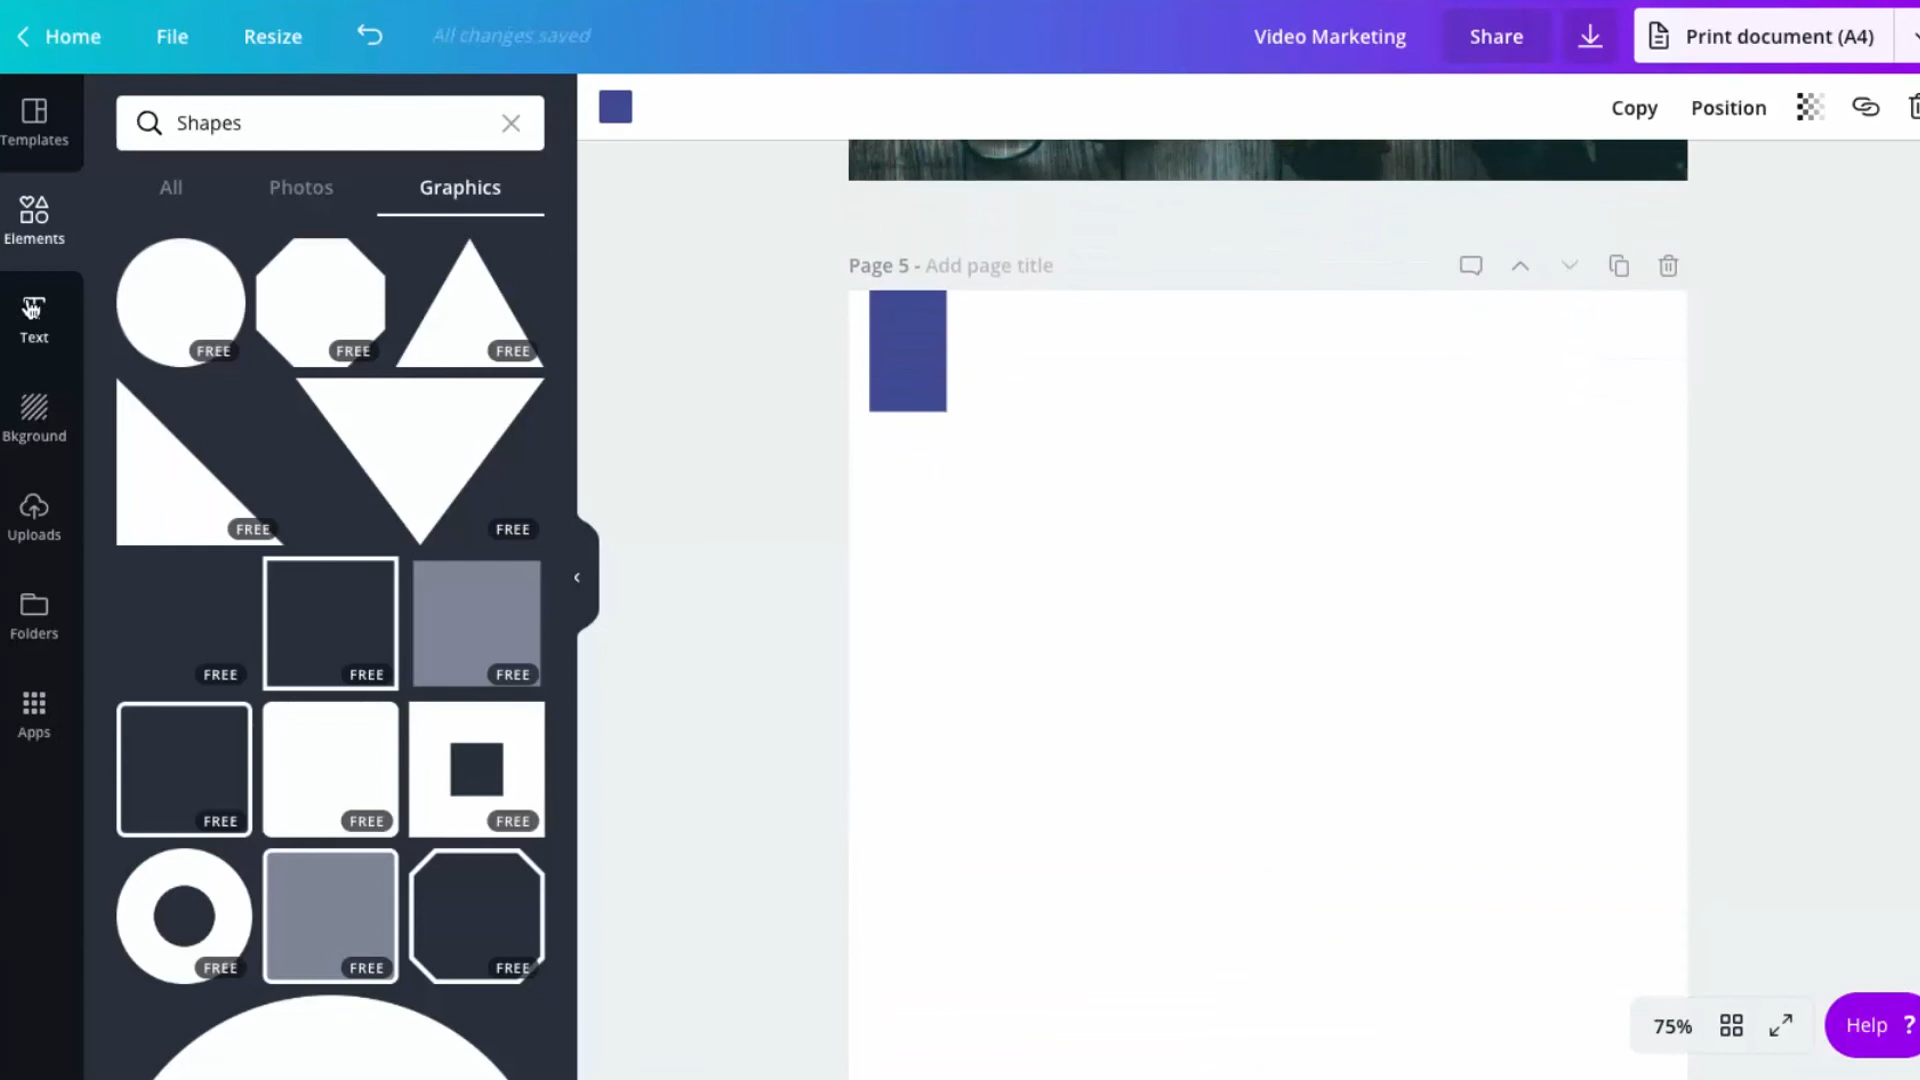 Home File Resize All changes saved Video Marketing Share Print document (A4)
Templates
Elements
Text
Bkground
Uploads
Folders
Apps
Shapes
All Photos Graphics
FREE FREE FREE
FREE FREE
FREE FREE FREE
FREE FREE FREE
FREE FREE FREE
Copy Position
Page 5 - Add page title
75%
Help ?